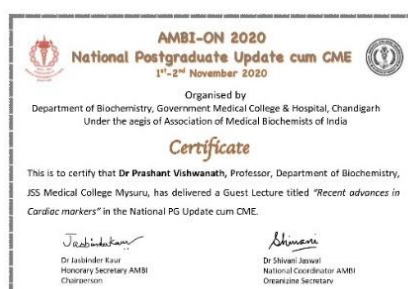 AMBI-ON 2020
National Postgraduate Update cum CME
1st-2nd November 2020
Organised by
Department of Biochemistry, Government Medical College & Hospital, Chandigarh
Under the aegis of Association of Medical Biochemists of India
Certificate
This is to certify that Dr Prashant Vishwanath, Professor, Department of Biochemistry,
JSS Medical College Mysuru, has delivered a Guest Lecture titled "Recent advances in
Cardiac markers" in the National PG Update cum CME.
Jasbinderkaur
Shivani
Dr Jasbinder Kaur
Honorary Secretary AMBI
Chairperson
Dr Shivani Jaswal
National Coordinator AMBI
Organizing Secretary